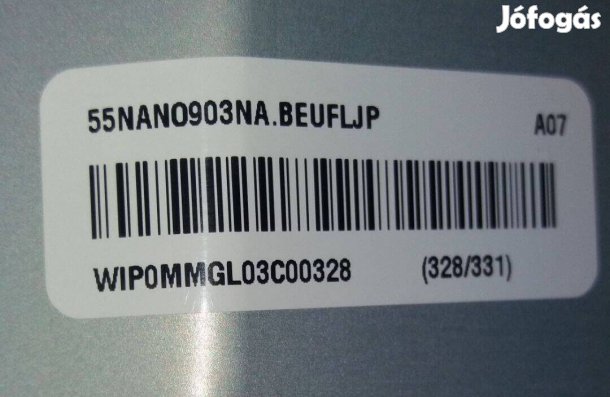 Jófogás
55NANO903NA.BEUFLJP
A07
WIP0MMGL03C00328
(328/331)